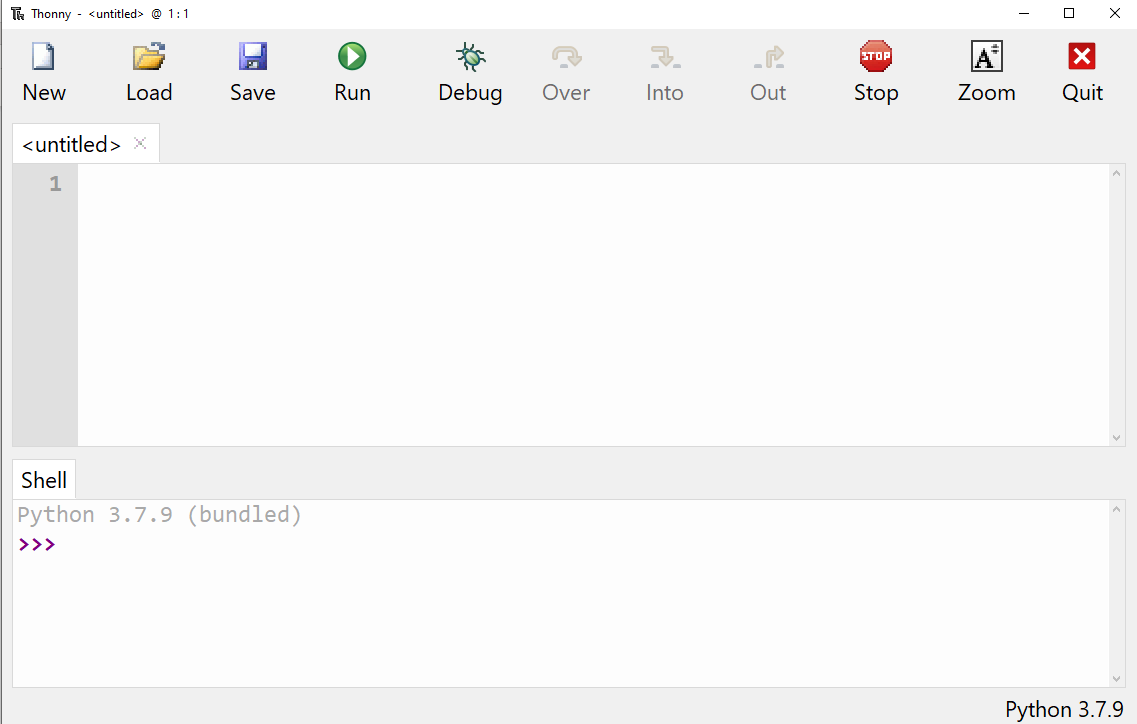 Thonny - <untitled> @ 1:1
New Load Save Run Debug Over Into Out Stop Zoom Quit
<untitled>
1
Shell
Python 3.7.9 (bundled)
>>>
Python 3.7.9